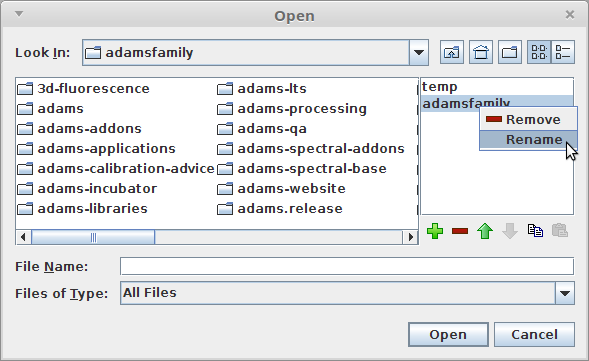 Open
Look In: adamsfamily
3d-fluorescence
adams
adams-addons
adams-applications
adams-calibration-advice
adams-incubator
adams-libraries
adams-lts
adams-processing
adams-qa
adams-spectral-addons
adams-spectral-base
adams-website
adams.release
temp
adamsfamily
Remove
Rename
File Name:
Files of Type: All Files
Open Cancel